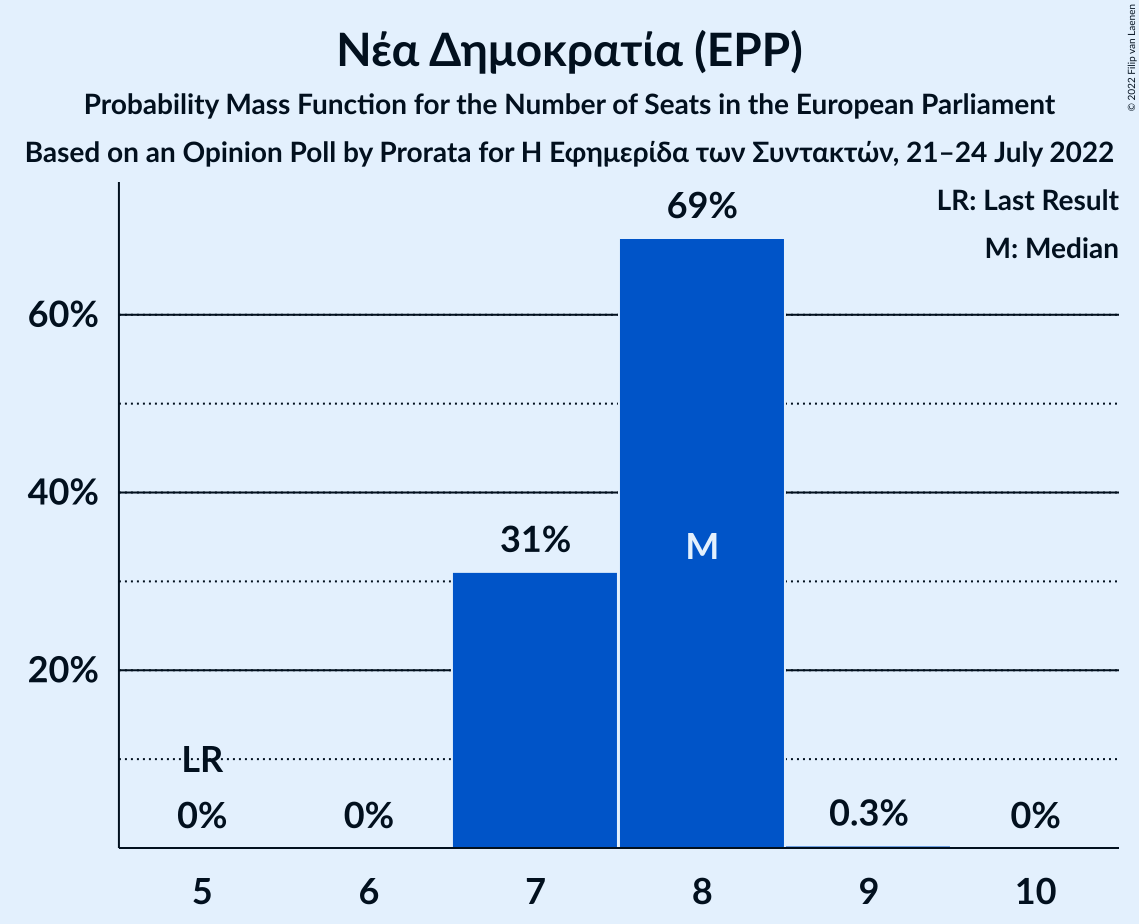 Νέα Δημοκρατία (EPP)
Probability Mass Function for the Number of Seats in the European Parliament
Based on an Opinion Poll by Prorata for Η Εφημερίδα των Συντακτών, 21–24 July 2022
© 2022 Filip van Laenen
LR: Last Result
M: Median
69%
60%
40%
31%
M
20%
LR
0%
0%
0.3%
0%
5
6
7
8
9
10